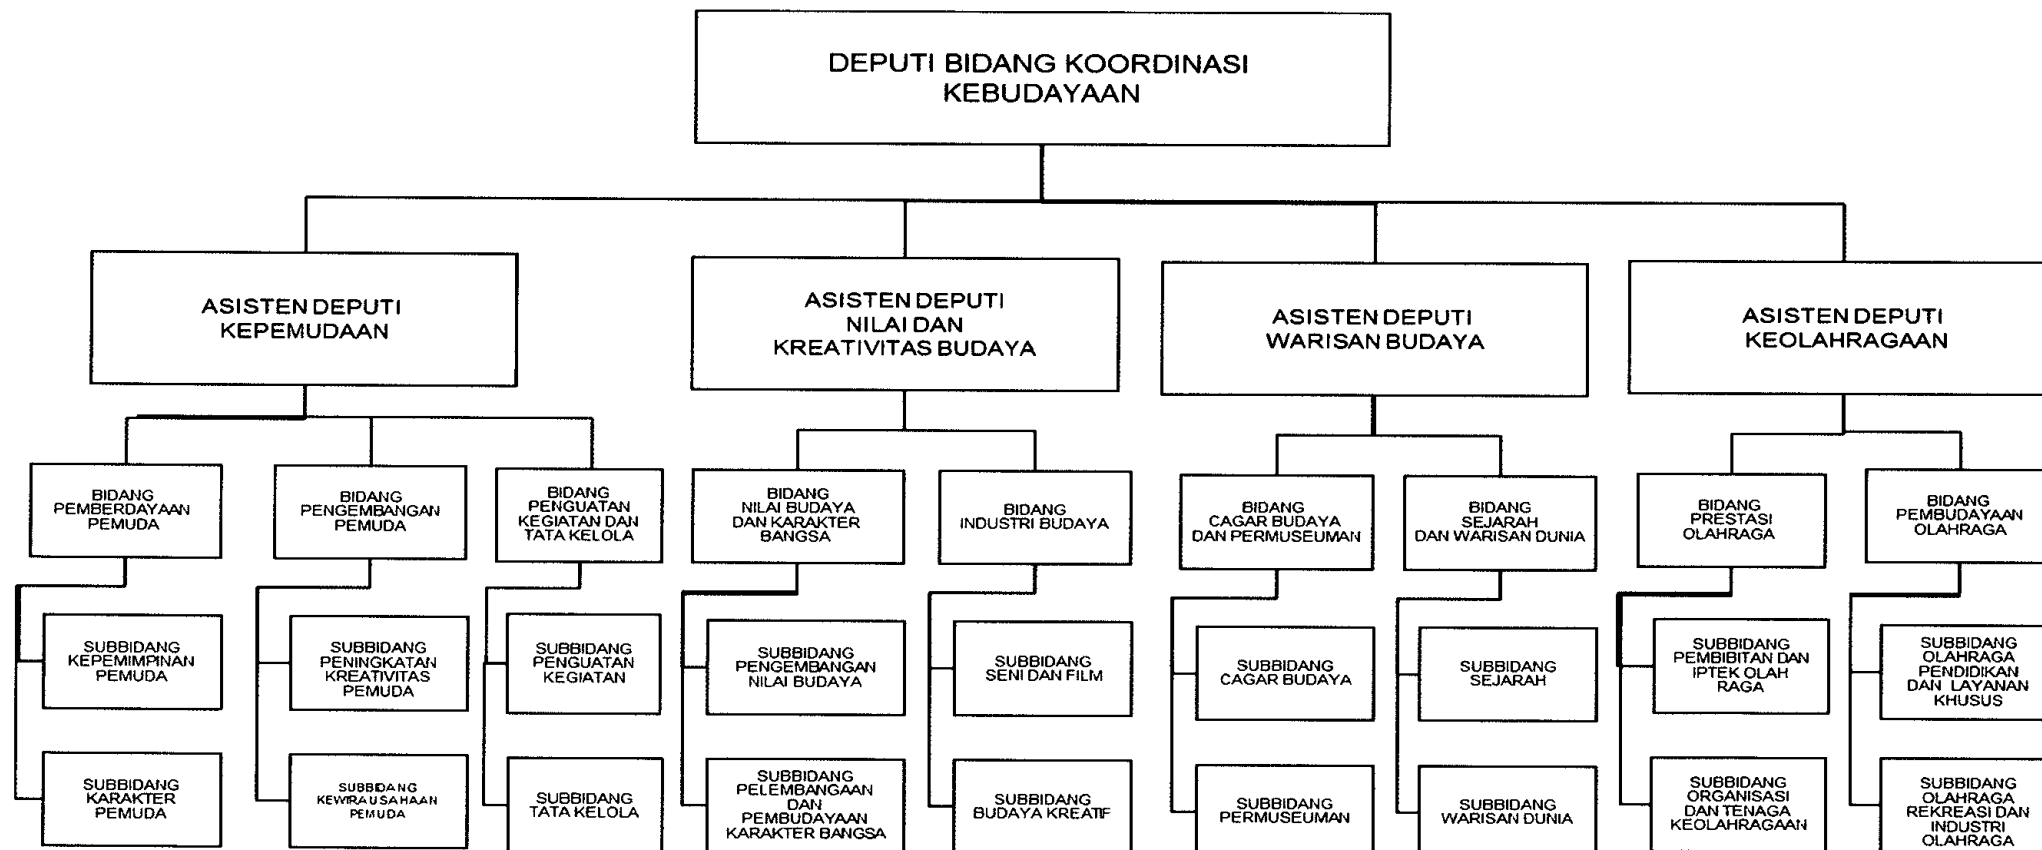 DEPUTI BIDANG KOORDINASI
KEBUDAYAAN
ASISTEN DEPUTI
KEPEMUDAAN
ASISTEN DEPUTI
NILAI DAN
KREATIVITAS BUDAYA
ASISTEN DEPUTI
WARISAN BUDAYA
ASISTEN DEPUTI
KEOLAHRAGAAN
BIDANG
PEMBERDAYAAN
PEMUDA
BIDANG
PENGEMBANGAN
PEMUDA
BIDANG
PENGUATAN
KEGIATAN DAN
TATA KELOLA
BIDANG
NILAI BUDAYA
DAN KARAKTER
BANGSA
BIDANG
INDUSTRI BUDAYA
BIDANG
CAGAR BUDAYA
DAN PERMUSEUMAN
BIDANG
SEJARAH
DAN WARISAN DUNIA
BIDANG
PRESTASI
OLAHRAGA
BIDANG
PEMBUDAYAAN
OLAHRAGA
SUBBIDANG
KEPEMIMPINAN
PEMUDA
SUBBIDANG
PENINGKATAN
KREATIVITAS
PEMUDA
SUBBIDANG
PENGUATAN
KEGIATAN
SUBBIDANG
PENGEMBANGAN
NILAI BUDAYA
SUBBIDANG
SENI DAN FILM
SUBBIDANG
CAGAR BUDAYA
SUBBIDANG
SEJARAH
SUBBIDANG
PEMBIBITAN DAN
IPTEK OLAH
RAGA
SUBBIDANG
OLAHRAGA
PENDIDIKAN
DAN LAYANAN
KHUSUS
SUBBIDANG
KARAKTER
PEMUDA
SUBBIDANG
KEWIRAUSAHAAN
PEMUDA
SUBBIDANG
TATA KELOLA
SUBBIDANG
PELEMBANGAAN
DAN
PEMBUDAYAAN
KARAKTER BANGSA
SUBBIDANG
BUDAYA KREATIF
SUBBIDANG
PERMUSEUMAN
SUBBIDANG
WARISAN DUNIA
SUBBIDANG
ORGANISASI
DAN TENAGA
KEOLAHRAGAAN
SUBBIDANG
OLAHRAGA
REKREASI DAN
INDUSTRI
OLAHRAGA